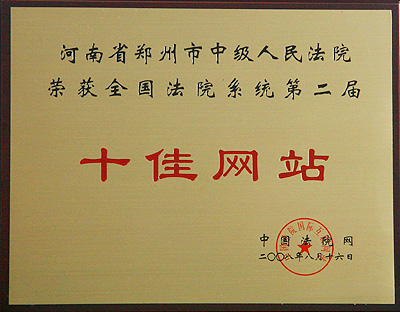 河南省郑州市中级人民法院
荣获全国法院系统第二届
十佳网站
中国法院网
二〇〇八年八月十六日